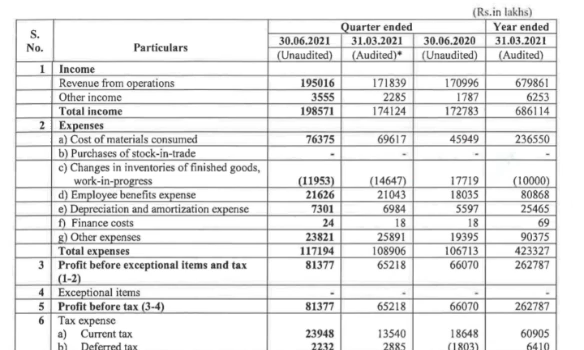 (Rs.in lakhs)
S. No. Particulars Quarter ended Year ended
30.06.2021 31.03.2021 30.06.2020 31.03.2021
(Unaudited) (Audited)* (Unaudited) (Audited)
1 Income
Revenue from operations 195016 171839 170996 679861
Other income 3555 2285 1787 6253
Total income 198571 174124 172783 686114
2 Expenses
a) Cost of materials consumed 76375 69617 45949 236550
b) Purchases of stock-in-trade - - - -
c) Changes in inventories of finished goods,
work-in-progress (11953) (14647) 17719 (10000)
d) Employee benefits expense 21626 21043 18035 80868
e) Depreciation and amortization expense 7301 6984 5597 25465
f) Finance costs 24 18 18 69
g) Other expenses 23821 25891 19395 90375
Total expenses 117194 108906 106713 423327
3 Profit before exceptional items and tax 81377 65218 66070 262787
(1-2)
4 Exceptional items - - - -
5 Profit before tax (3-4) 81377 65218 66070 262787
6 Tax expense
a) Current tax 23948 13540 18648 60905
b) Deferred tax 2232 2885 (1803) 6410